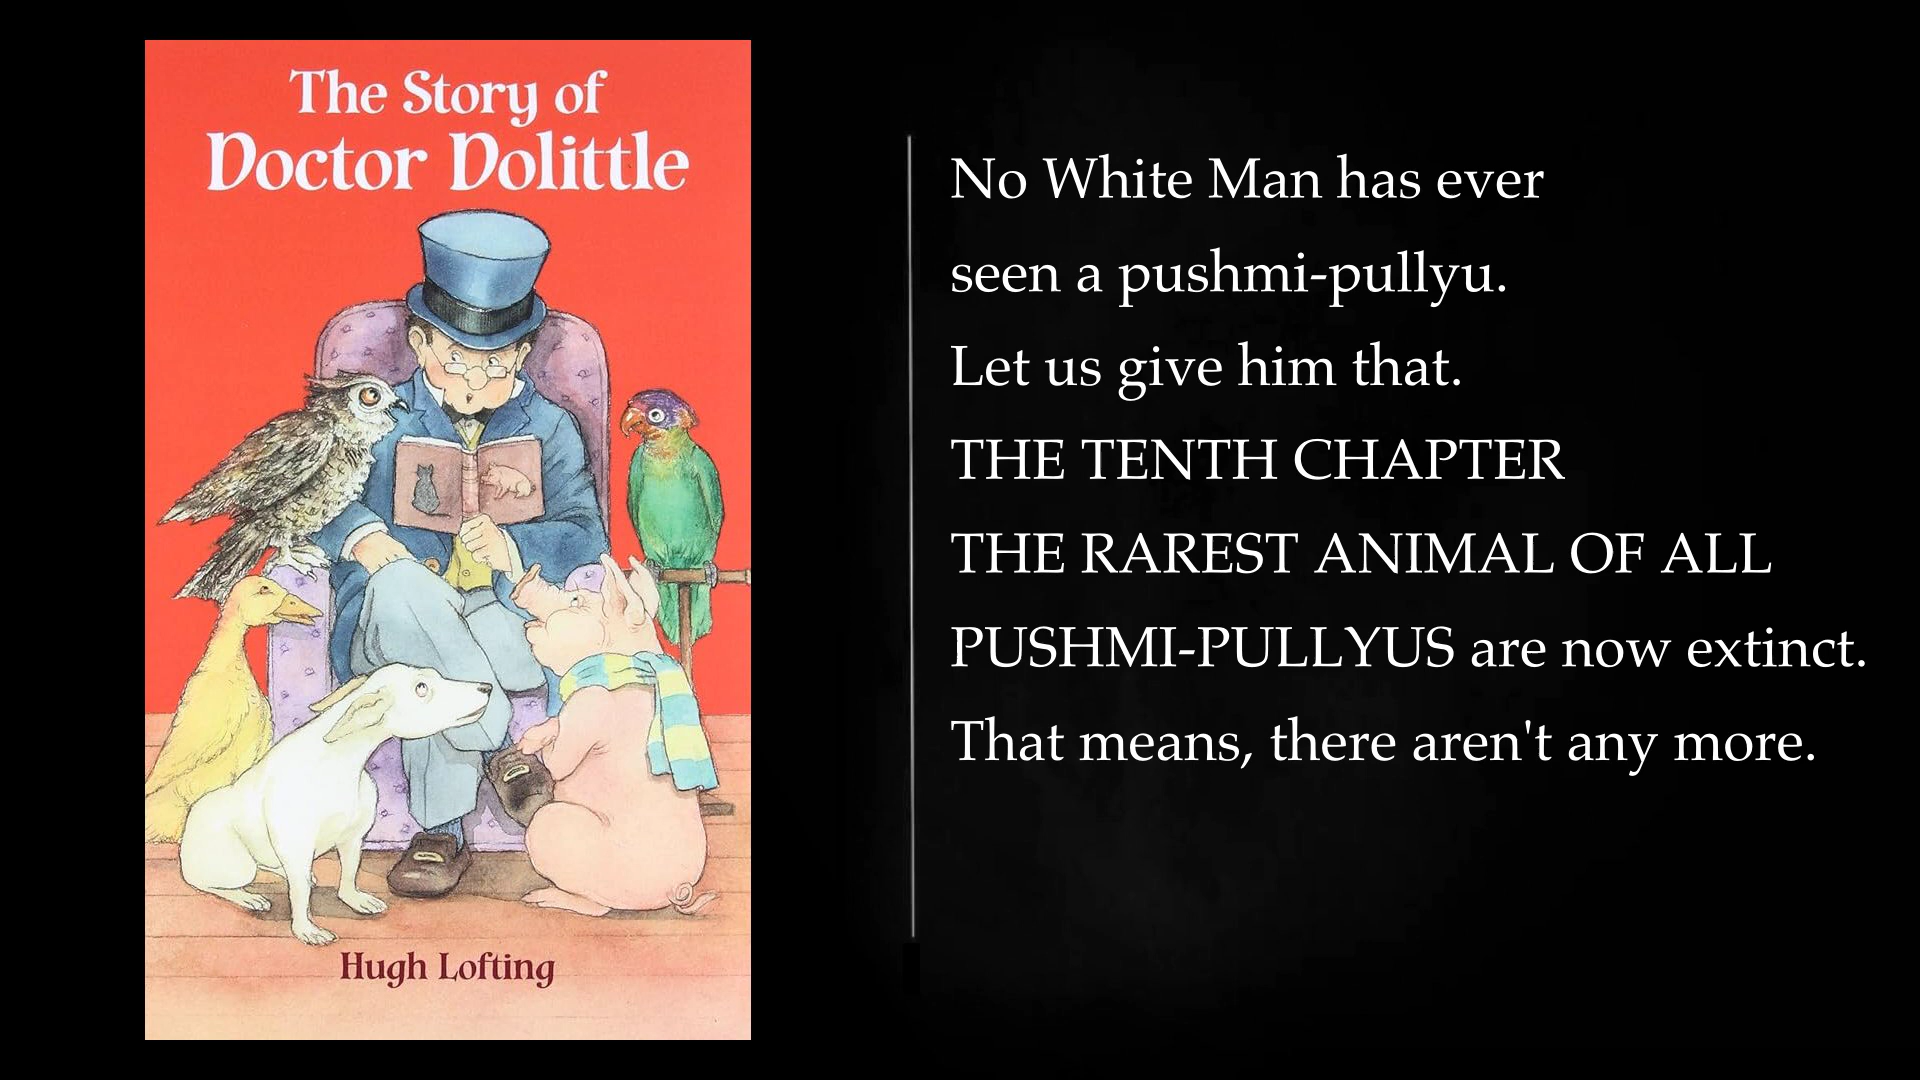 The Story of
Doctor Dolittle
Hugh Lofting
No White Man has ever
seen a pushmi-pullyu.
Let us give him that.
THE TENTH CHAPTER
THE RAREST ANIMAL OF ALL
PUSHMI-PULLYUS are now extinct.
That means, there aren't any more.